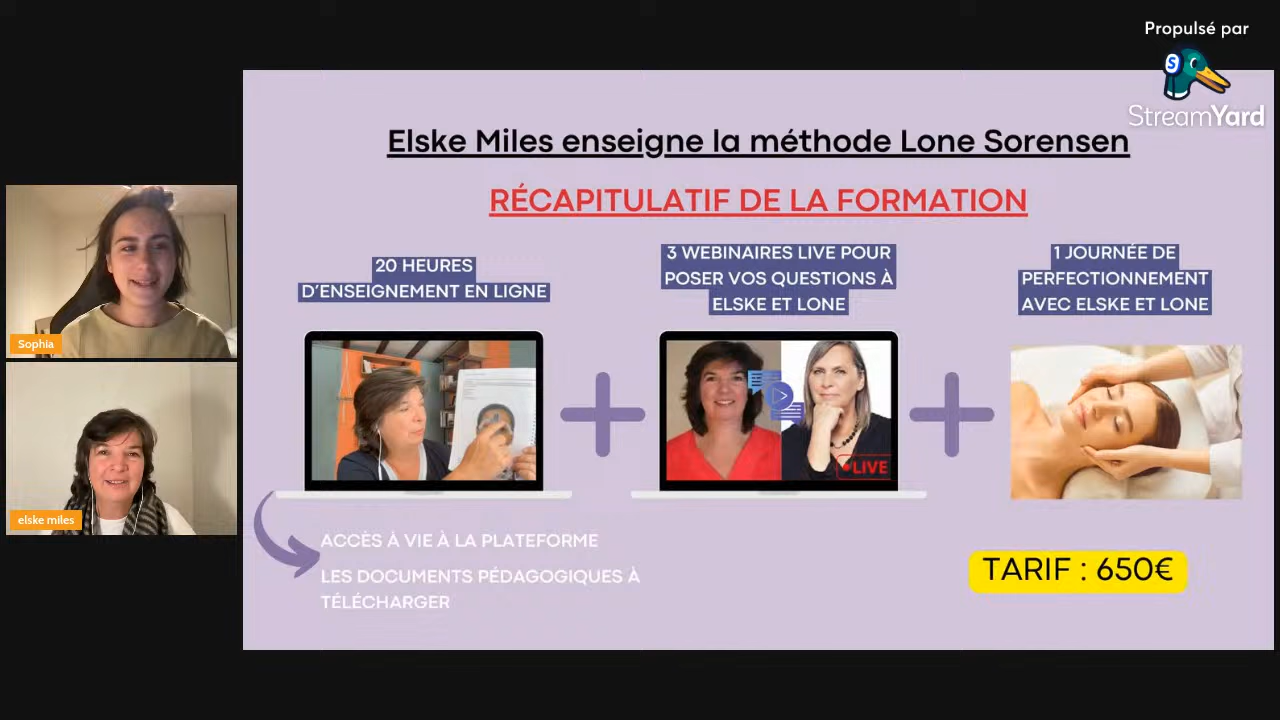 Propulsé par
StreamYard
Elske Miles enseigne la méthode Lone Sorensen
RÉCAPITULATIF DE LA FORMATION
20 HEURES
D'ENSEIGNEMENT EN LIGNE
3 WEBINAIRES LIVE POUR
POSER VOS QUESTIONS À
ELSKE ET LONE
1 JOURNÉE DE
PERFECTIONNEMENT
AVEC ELSKE ET LONE
LIVE
Sophia
elske miles
ACCÈS À VIE À LA PLATEFORME
LES DOCUMENTS PÉDAGOGIQUES À
TÉLÉCHARGER
TARIF : 650€